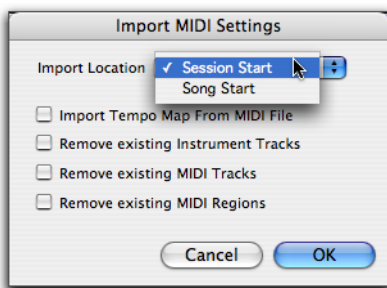 Import MIDI Settings
Import Location ✓ Session Start
Song Start
Import Tempo Map From MIDI File
Remove existing Instrument Tracks
Remove existing MIDI Tracks
Remove existing MIDI Regions
Cancel OK